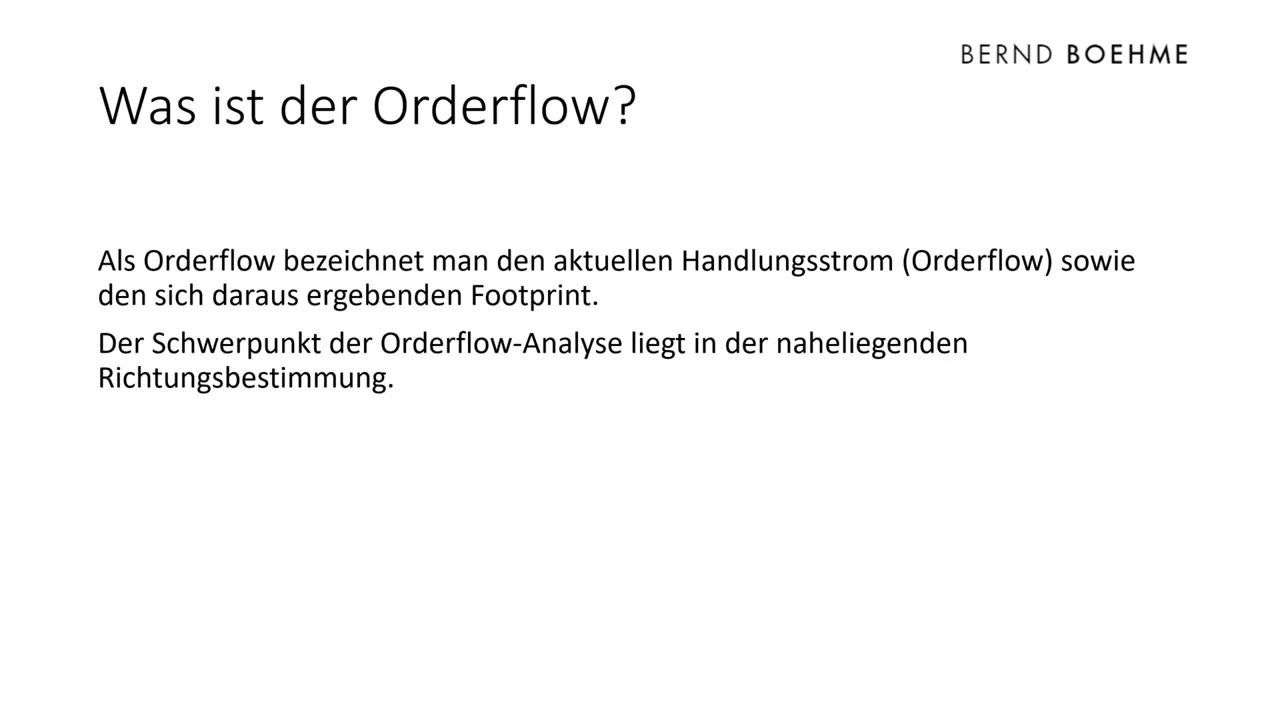 BERND BOEHME
Was ist der Orderflow?
Als Orderflow bezeichnet man den aktuellen Handlungsstrom (Orderflow) sowie
den sich daraus ergebenden Footprint.
Der Schwerpunkt der Orderflow-Analyse liegt in der naheliegenden
Richtungsbestimmung.